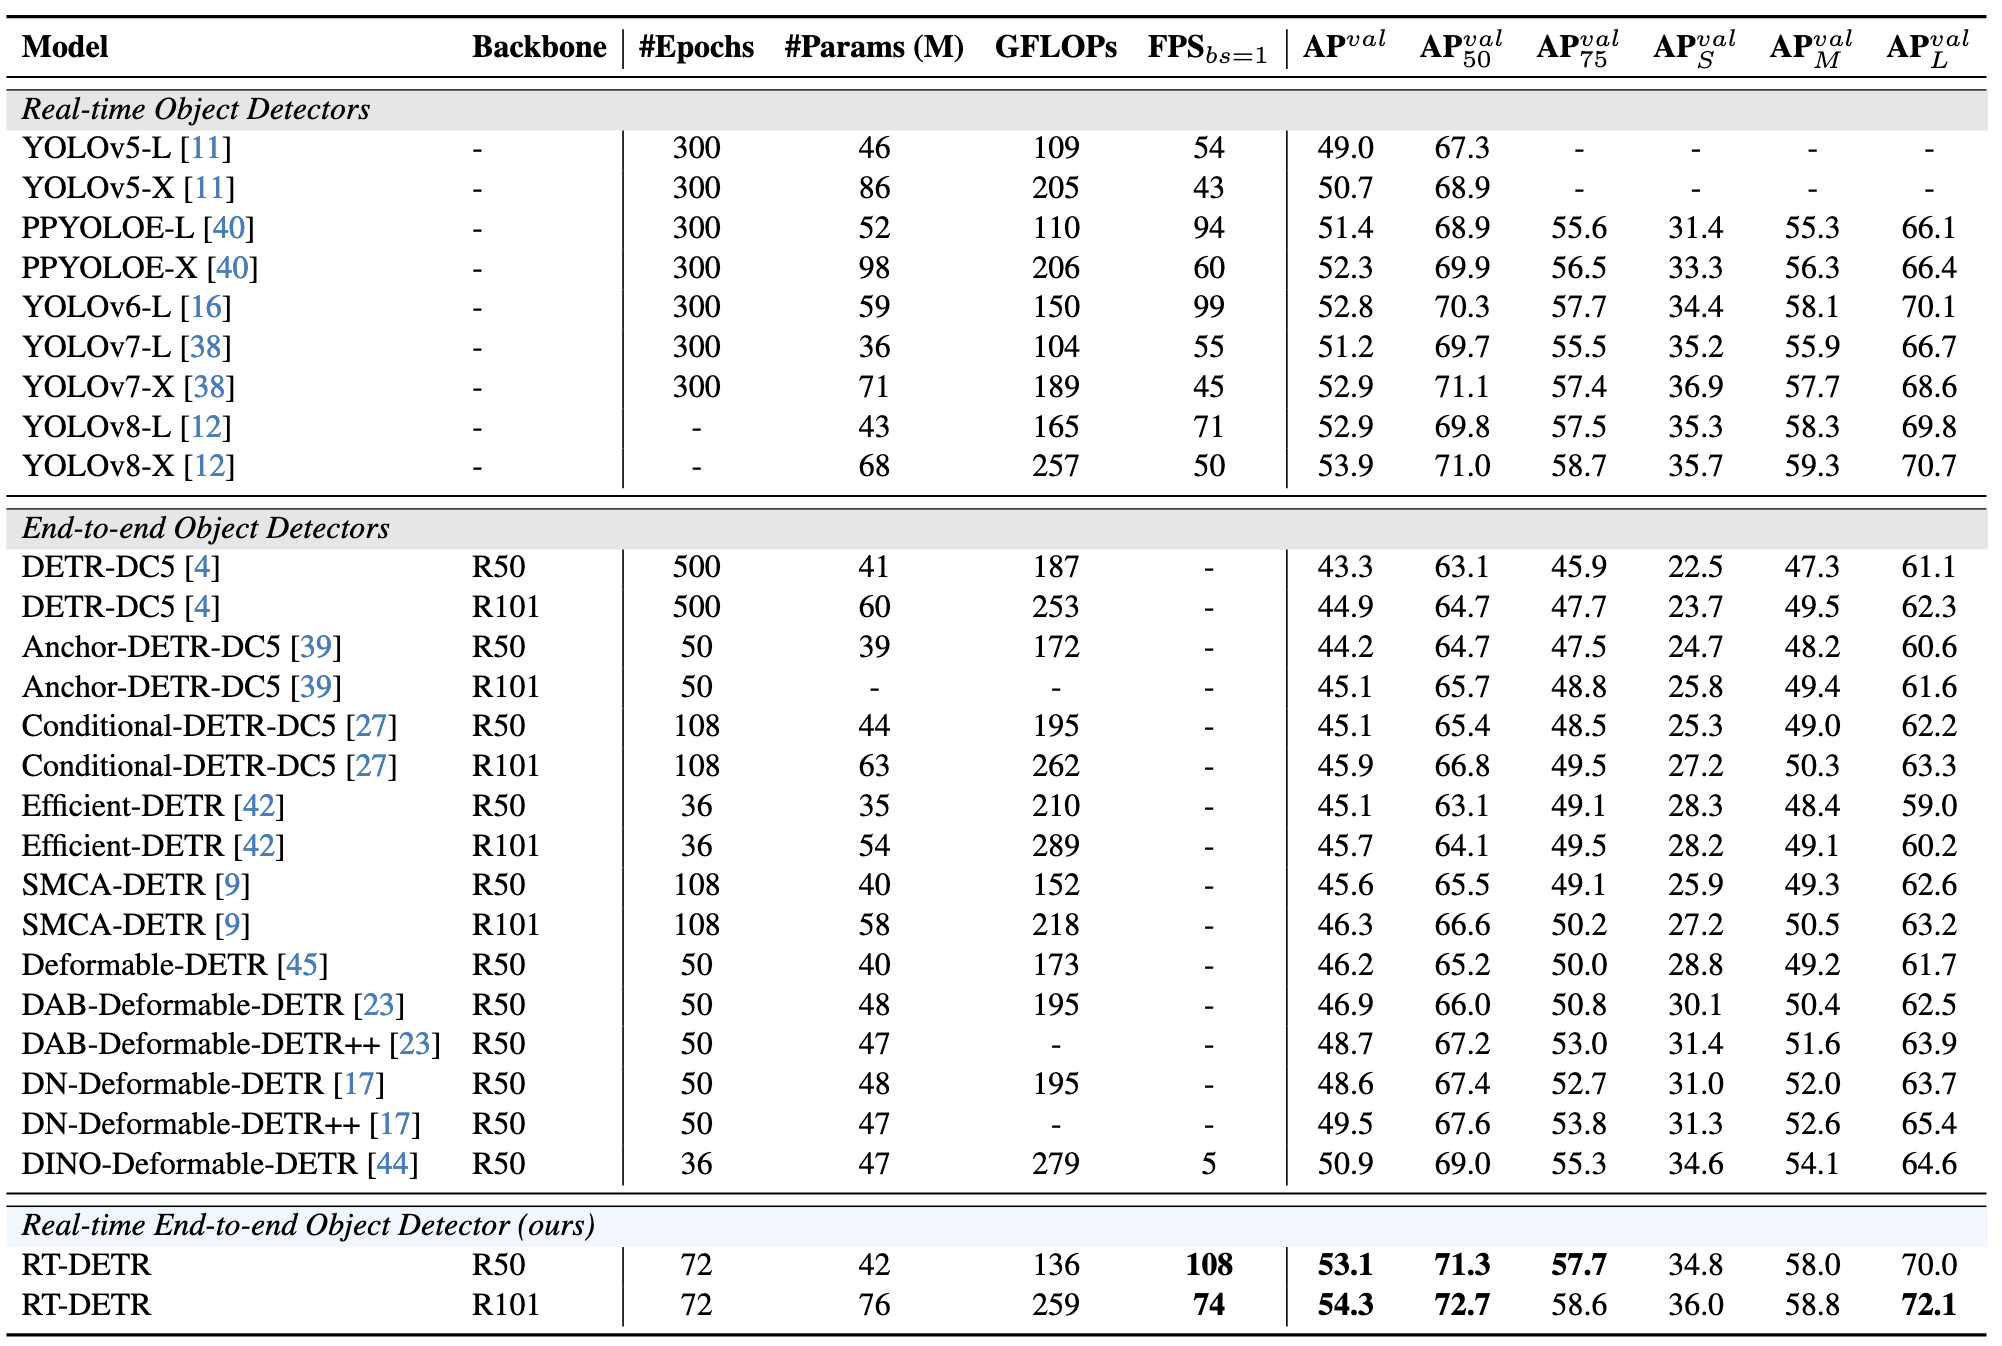 Model Backbone #Epochs #Params (M) GFLOPs FPS_bs=1 AP^val AP^val_50 AP^val_75 AP^val_S AP^val_M AP^val_L
Real-time Object Detectors
YOLOv5-L [11] - 300 46 109 54 49.0 67.3 - - - -
YOLOv5-X [11] - 300 86 205 43 50.7 68.9 - - - -
PPYOLOE-L [40] - 300 52 110 94 51.4 68.9 55.6 31.4 55.3 66.1
PPYOLOE-X [40] - 300 98 206 60 52.3 69.9 56.5 33.3 56.3 66.4
YOLOv6-L [16] - 300 59 150 99 52.8 70.3 57.7 34.4 58.1 70.1
YOLOv7-L [38] - 300 36 104 55 51.2 69.7 55.5 35.2 55.9 66.7
YOLOv7-X [38] - 300 71 189 45 52.9 71.1 57.4 36.9 57.7 68.6
YOLOv8-L [12] - - 43 165 71 52.9 69.8 57.5 35.3 58.3 69.8
YOLOv8-X [12] - - 68 257 50 53.9 71.0 58.7 35.7 59.3 70.7
End-to-end Object Detectors
DETR-DC5 [4] R50 500 41 187 - 43.3 63.1 45.9 22.5 47.3 61.1
DETR-DC5 [4] R101 500 60 253 - 44.9 64.7 47.7 23.7 49.5 62.3
Anchor-DETR-DC5 [39] R50 50 39 172 - 44.2 64.7 47.5 24.7 48.2 60.6
Anchor-DETR-DC5 [39] R101 50 - - - 45.1 65.7 48.8 25.8 49.4 61.6
Conditional-DETR-DC5 [27] R50 108 44 195 - 45.1 65.4 48.5 25.3 49.0 62.2
Conditional-DETR-DC5 [27] R101 108 63 262 - 45.9 66.8 49.5 27.2 50.3 63.3
Efficient-DETR [42] R50 36 35 210 - 45.1 63.1 49.1 28.3 48.4 59.0
Efficient-DETR [42] R101 36 54 289 - 45.7 64.1 49.5 28.2 49.1 60.2
SMCA-DETR [9] R50 108 40 152 - 45.6 65.5 49.1 25.9 49.3 62.6
SMCA-DETR [9] R101 108 58 218 - 46.3 66.6 50.2 27.2 50.5 63.2
Deformable-DETR [45] R50 50 40 173 - 46.2 65.2 50.0 28.8 49.2 61.7
DAB-Deformable-DETR [23] R50 50 48 195 - 46.9 66.0 50.8 30.1 50.4 62.5
DAB-Deformable-DETR++ [23] R50 50 47 - - 48.7 67.2 53.0 31.4 51.6 63.9
DN-Deformable-DETR [17] R50 50 48 195 - 48.6 67.4 52.7 31.0 52.0 63.7
DN-Deformable-DETR++ [17] R50 50 47 - - 49.5 67.6 53.8 31.3 52.6 65.4
DINO-Deformable-DETR [44] R50 36 47 279 5 50.9 69.0 55.3 34.6 54.1 64.6
Real-time End-to-end Object Detector (ours)
RT-DETR R50 72 42 136 108 53.1 71.3 57.7 34.8 58.0 70.0
RT-DETR R101 72 76 259 74 54.3 72.7 58.6 36.0 58.8 72.1